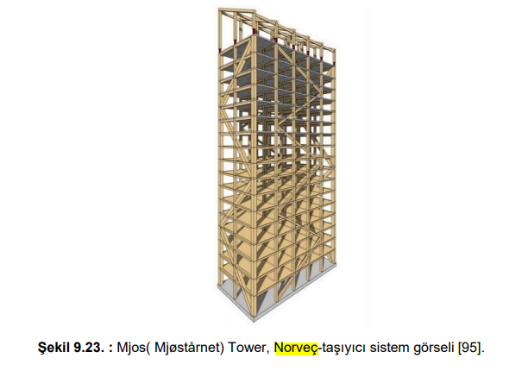 Şekil 9.23. : Mjos( Mjøstårnet) Tower, Norveç-taşıyıcı sistem görseli [95].